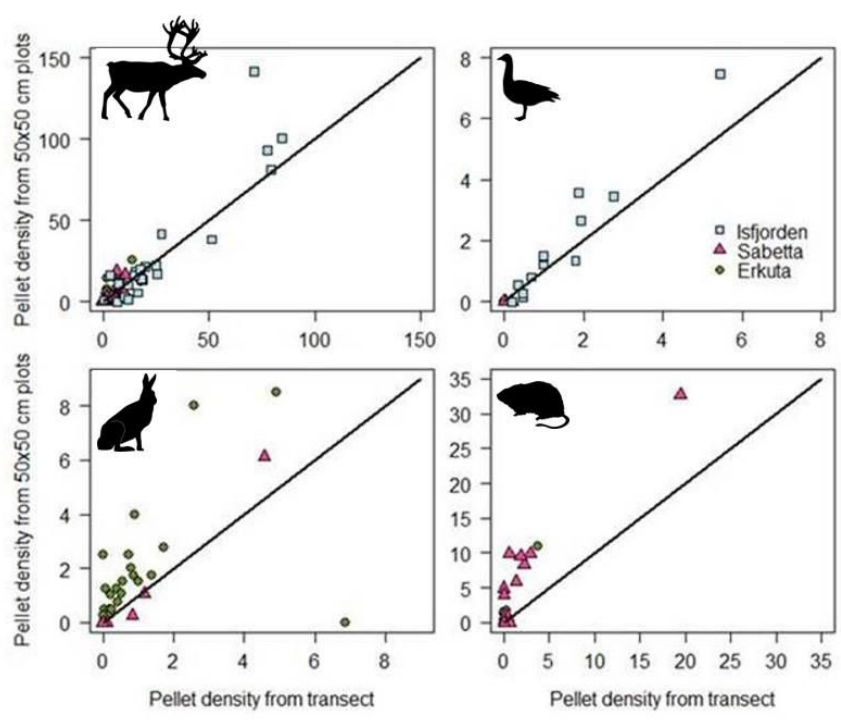 Pellet density from 50x50 cm plots
150
100
50
0
0 50 100 150
8
6
4
2
0
0 2 4 6 8
Isfjorden
Sabetta
Erkuta
Pellet density from 50x50 cm plots
8
6
4
2
0
0 2 4 6 8
Pellet density from transect
35
30
25
20
15
10
5
0
0 5 10 15 20 25 30 35
Pellet density from transect